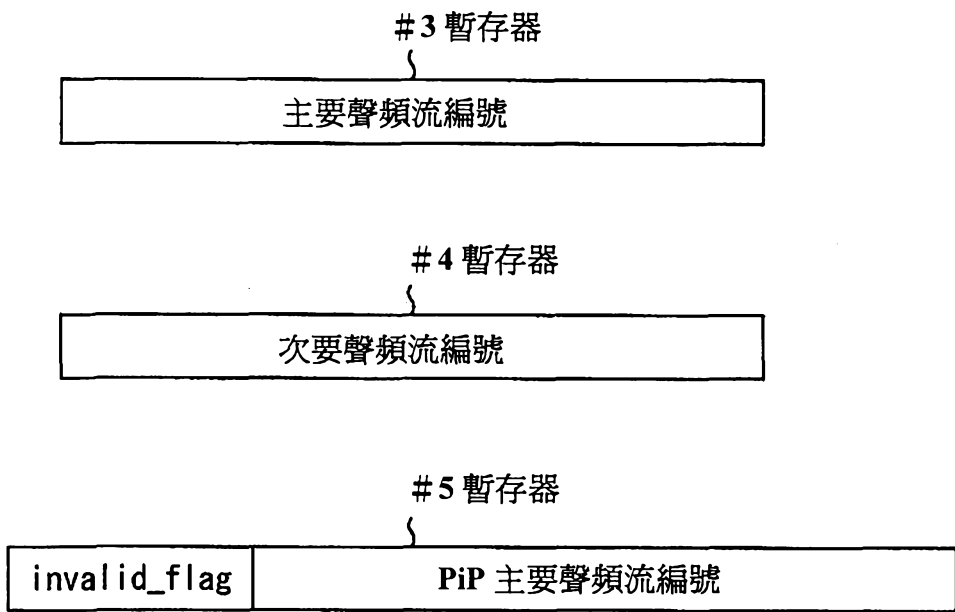 #3 暫存器
主要聲頻流編號
#4 暫存器
次要聲頻流編號
#5 暫存器
invalid_flag PiP 主要聲頻流編號